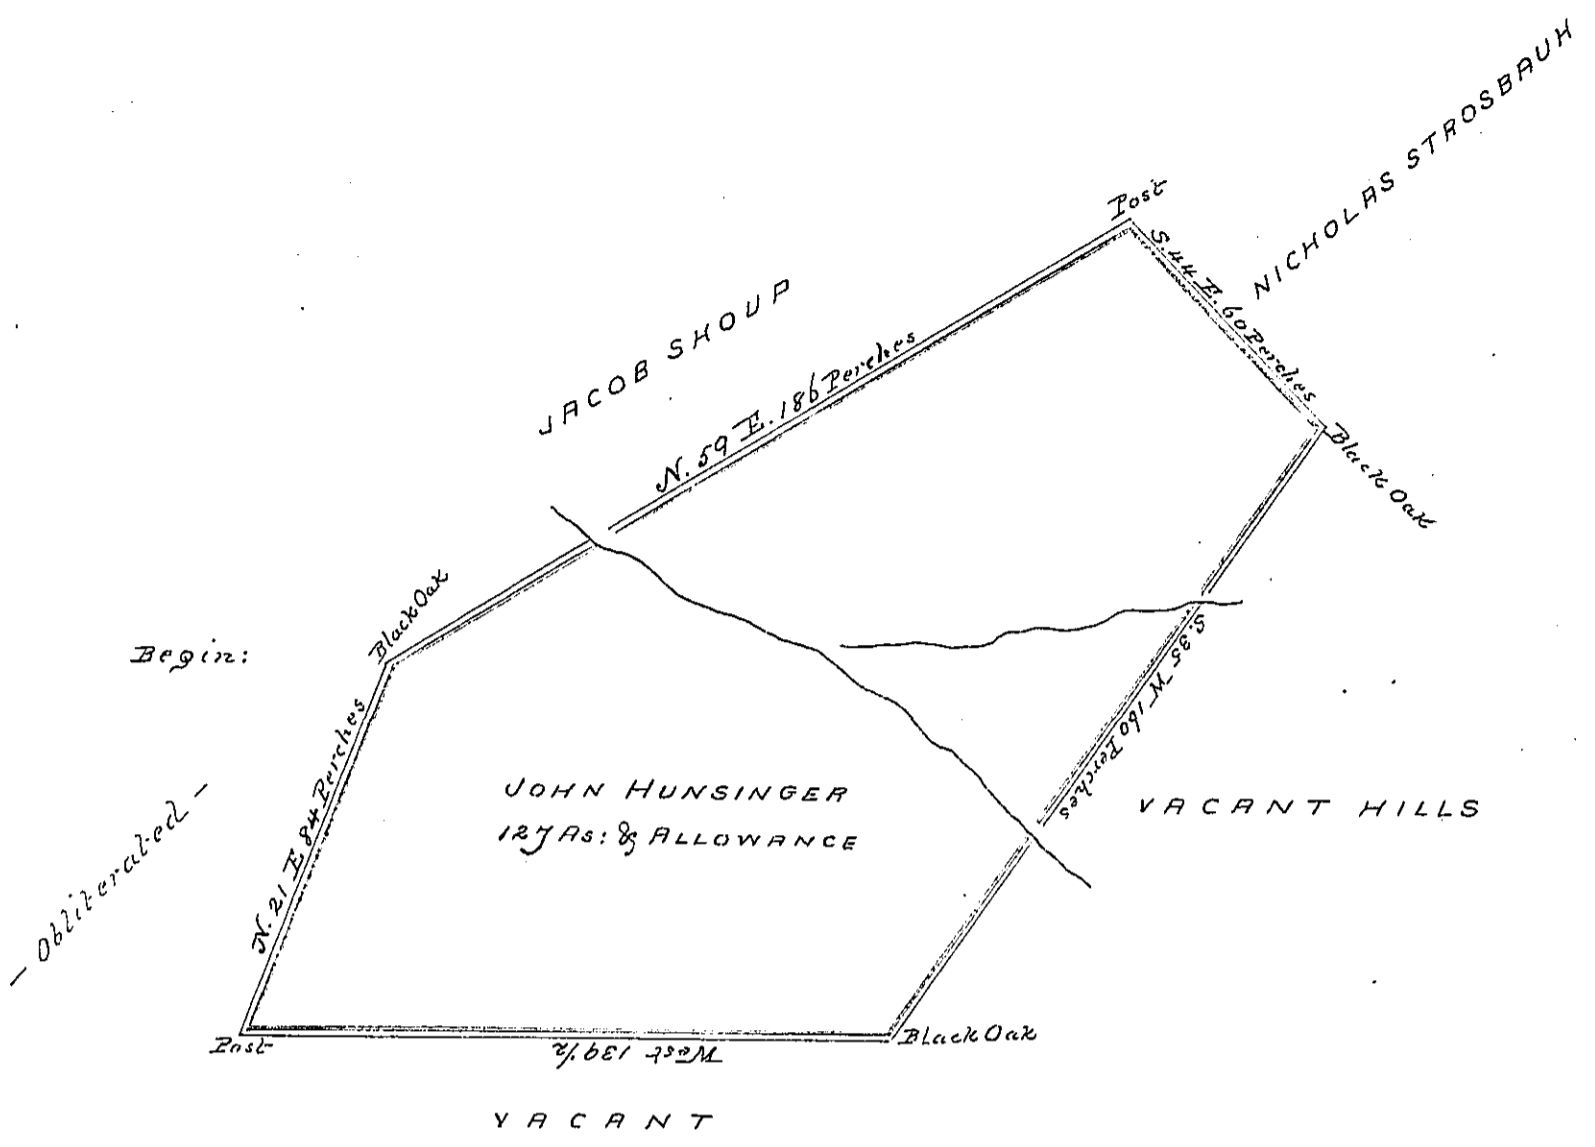 NICHOLAS STROSBAUH
Post
S. 44 E. 60 Perches
JACOB SHOUP
N. 59 E. 186 Perches
Black Oak
Black Oak
Begin:
S. 35 W 160 Perches
N. 21 E 84 Perches
JOHN HUNSINGER
127 As: & ALLOWANCE
VACANT HILLS
- Obliterated -
Post
West 139 1/2
Black Oak
VACANT